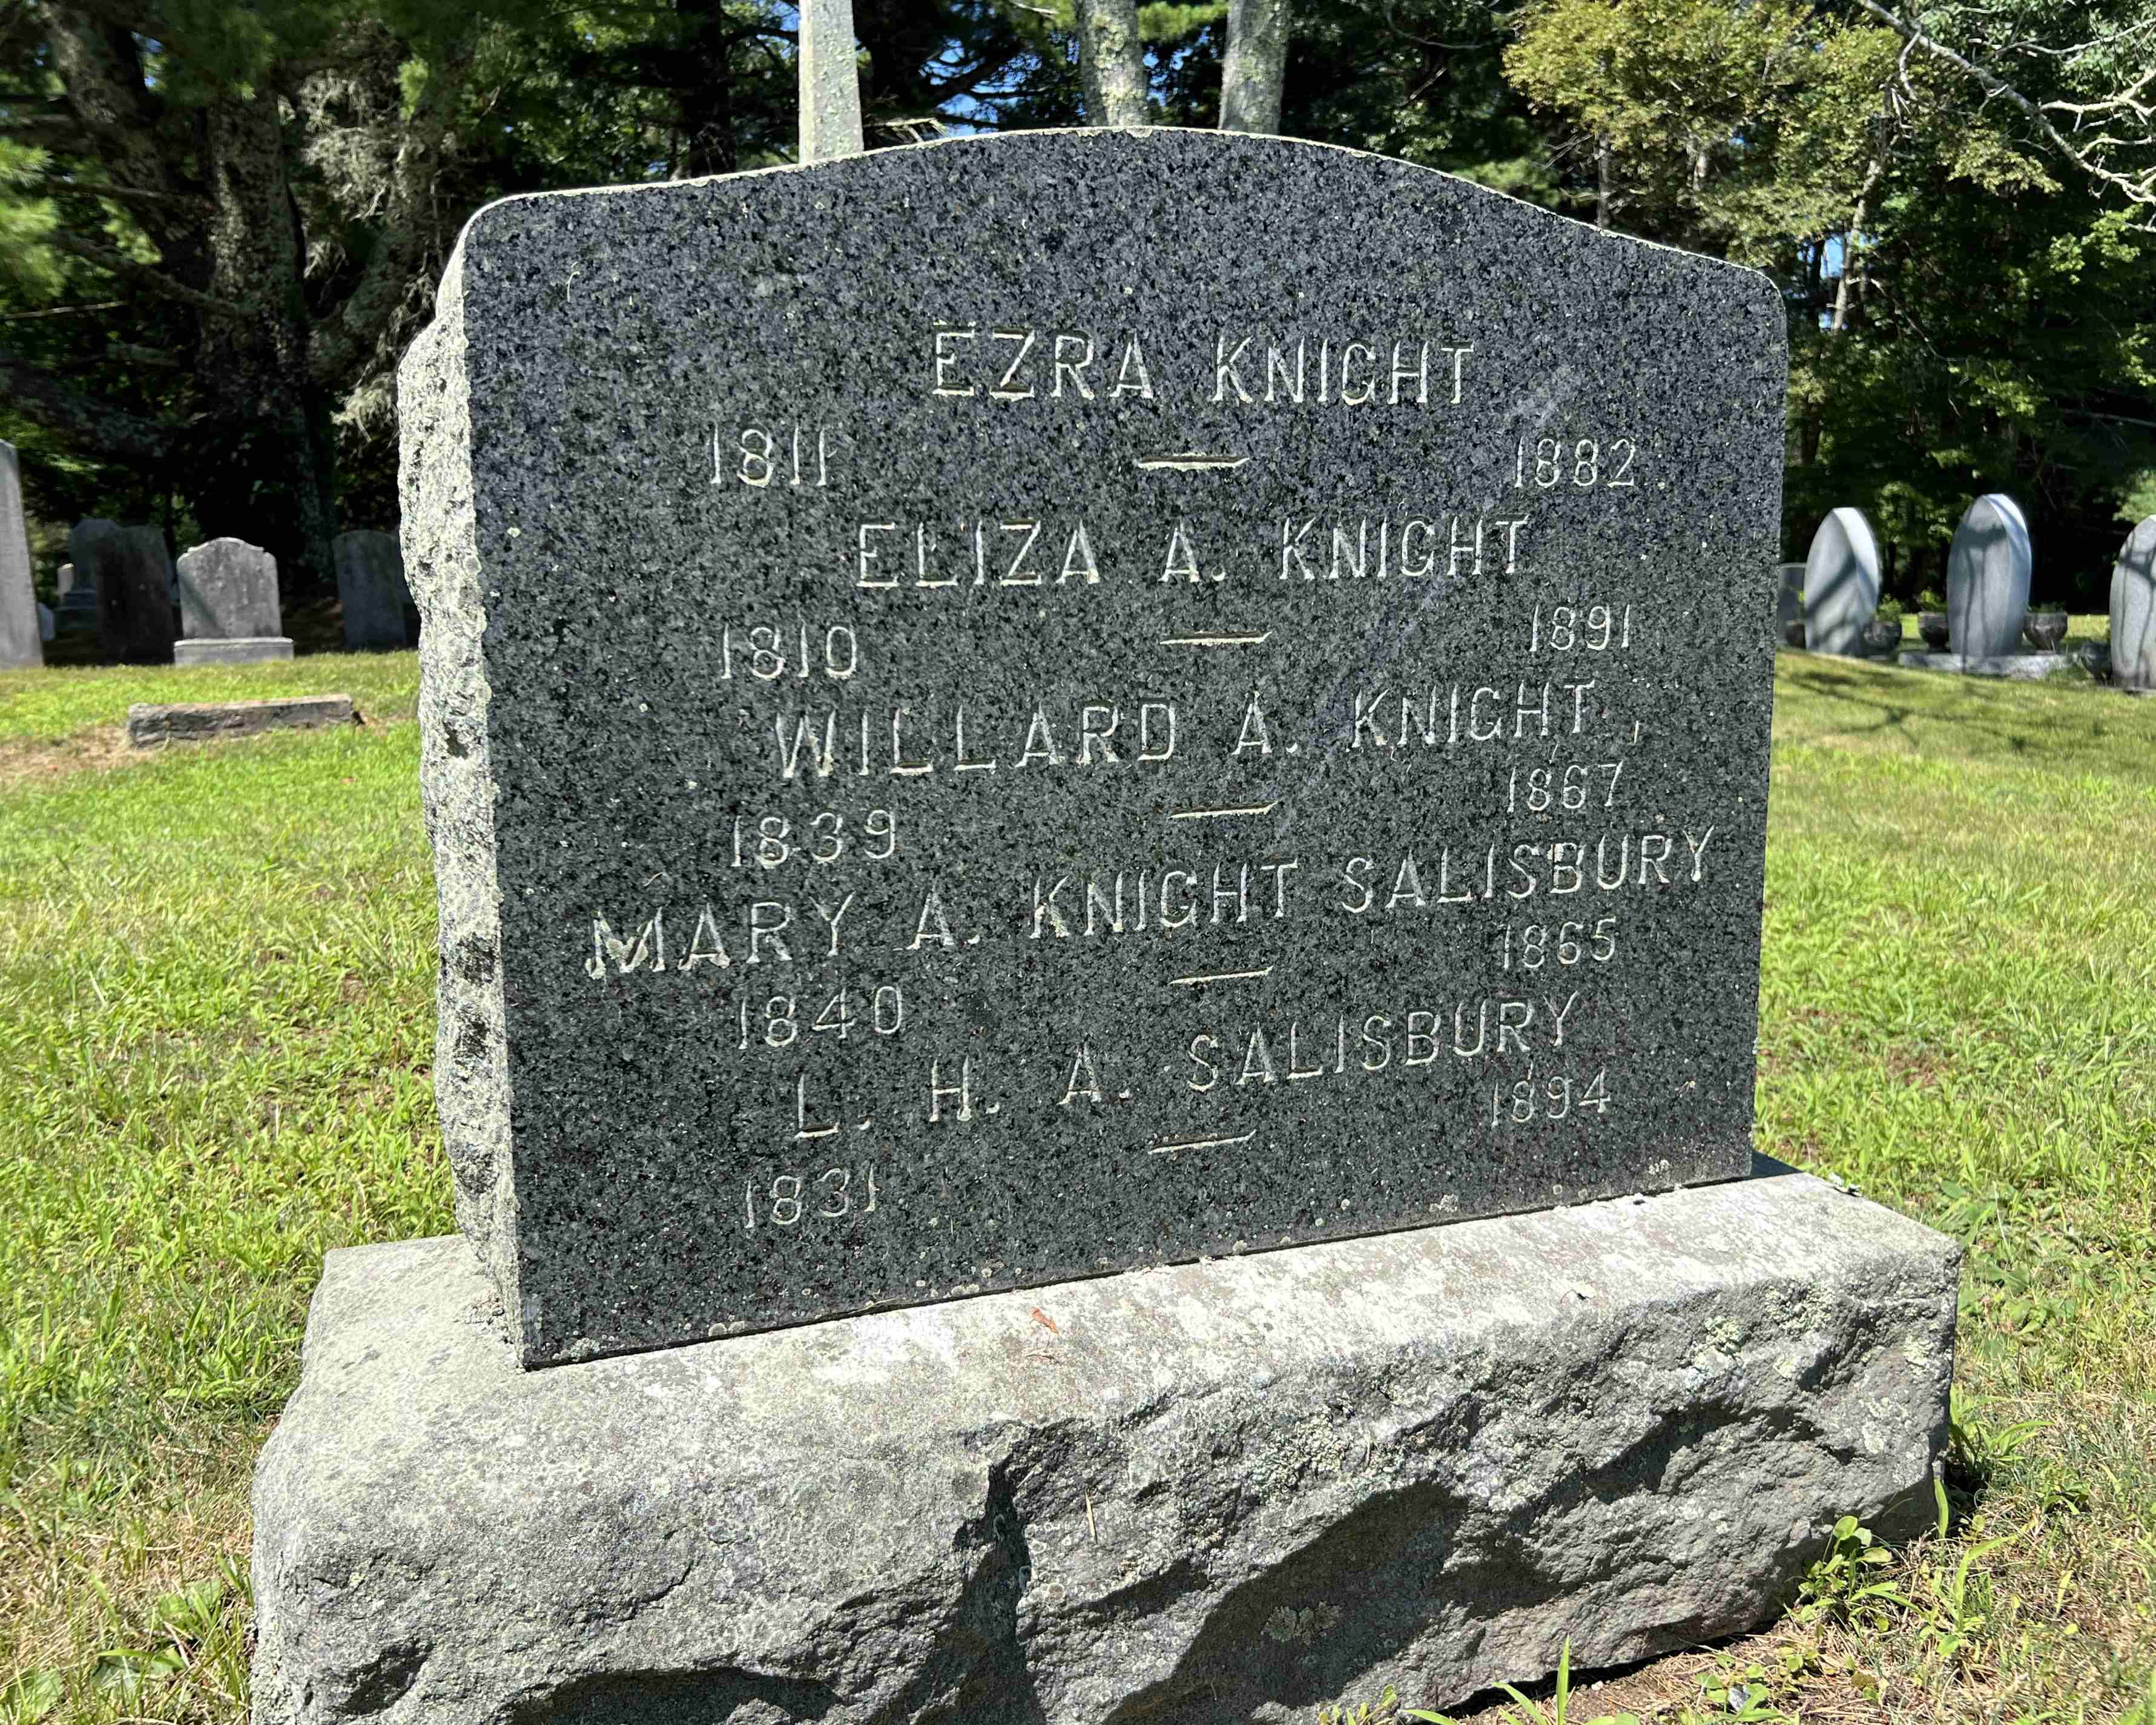 EZRA KNIGHT
1811 — 1882
ELIZA A. KNIGHT
1810 — 1891
WILLARD A. KNIGHT
1839 — 1867
MARY A. KNIGHT SALISBURY
1840 — 1865
L. H. A. SALISBURY
1831 — 1894